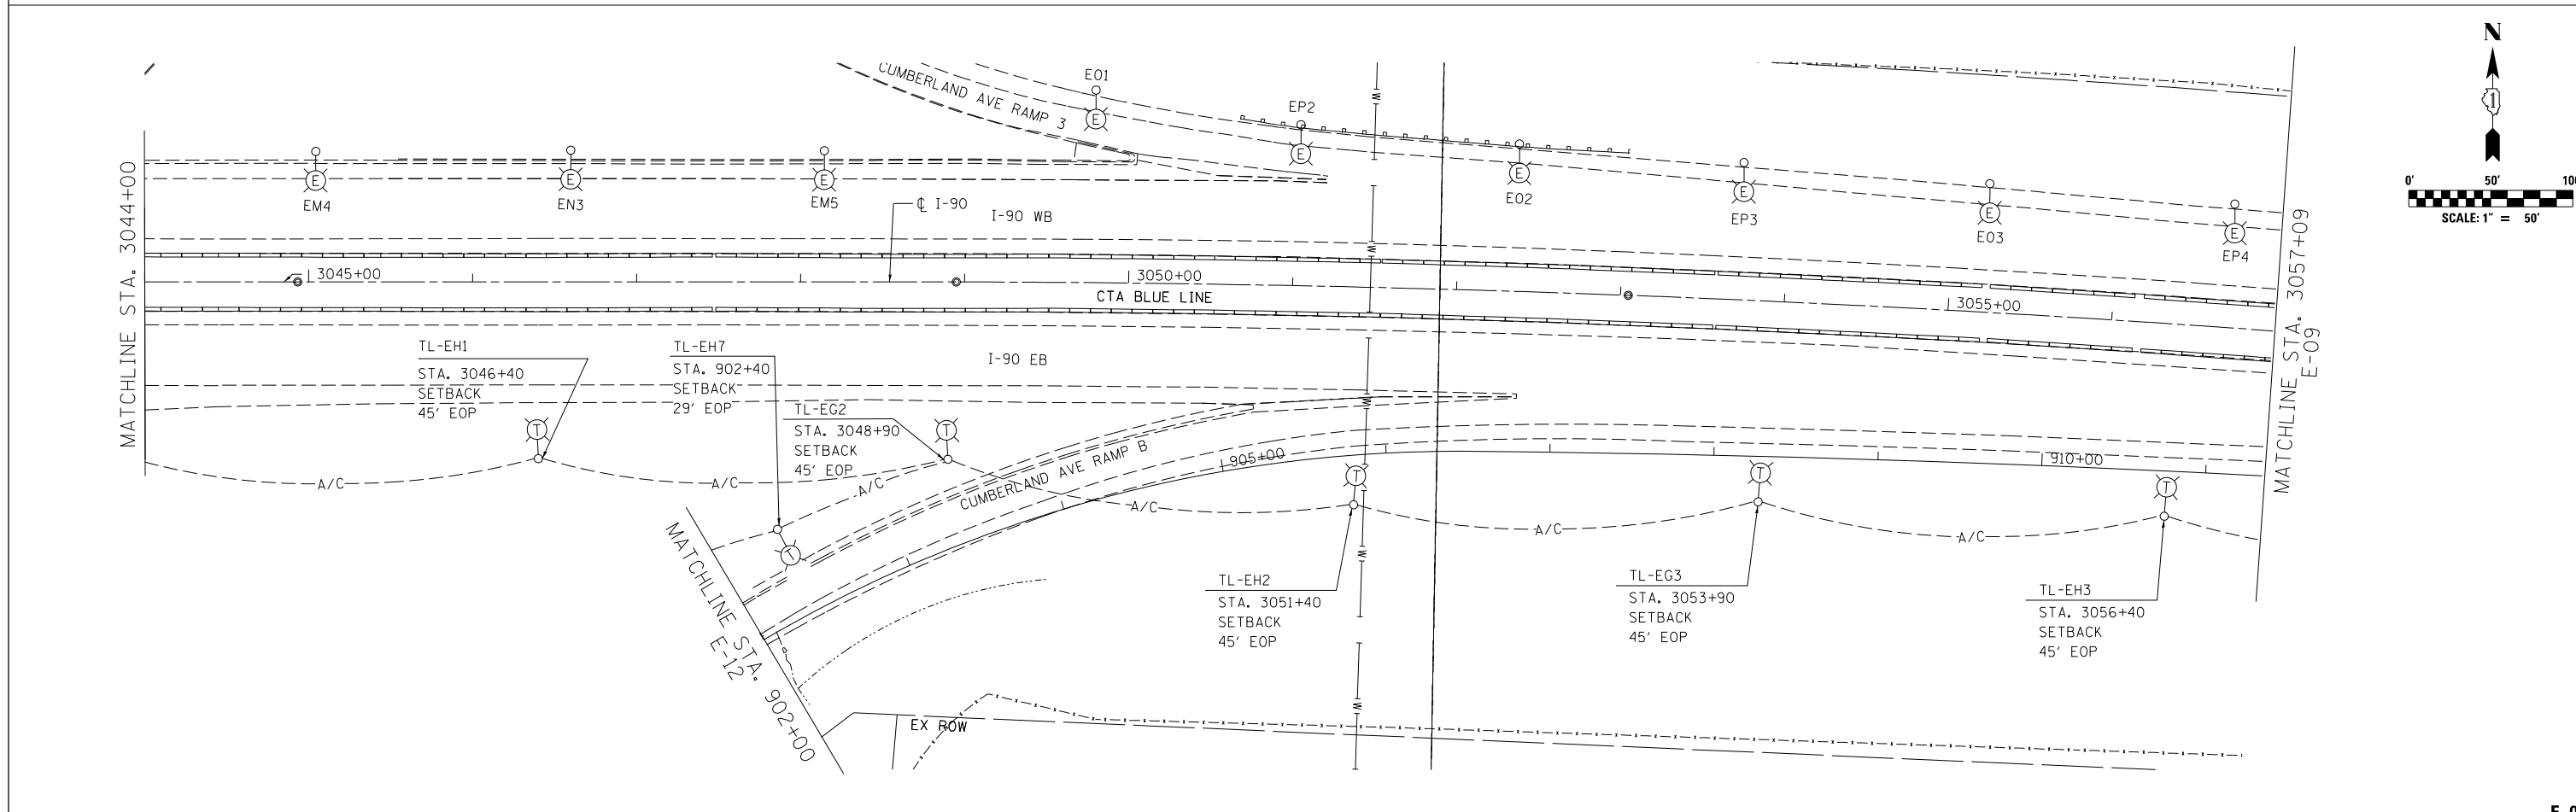 N
1
0' 50' 100
SCALE: 1" = 50'
EO1
CUMBERLAND AVE RAMP 3
E
EP2
E
W
E
EM4
E
EN3
E
EM5
E
EO2
E
EP3
E
EO3
E
EP4
MATCHLINE STA. 3044+00
℄ I-90
I-90 WB
W
3045+00
3050+00
CTA BLUE LINE
3055+00
MATCHLINE STA. 3057+09
E-09
TL-EH1
STA. 3046+40
SETBACK
45' EOP
TL-EH7
STA. 902+40
SETBACK
29' EOP
I-90 EB
TL-EG2
STA. 3048+90
SETBACK
45' EOP
W
T
T
T
T
T
T
A/C
A/C
A/C
A/C
A/C
A/C
CUMBERLAND AVE RAMP B
905+00
910+00
W
TL-EH2
STA. 3051+40
SETBACK
45' EOP
TL-EG3
STA. 3053+90
SETBACK
45' EOP
TL-EH3
STA. 3056+40
SETBACK
45' EOP
MATCHLINE STA. 902+00
E-12
W
EX ROW